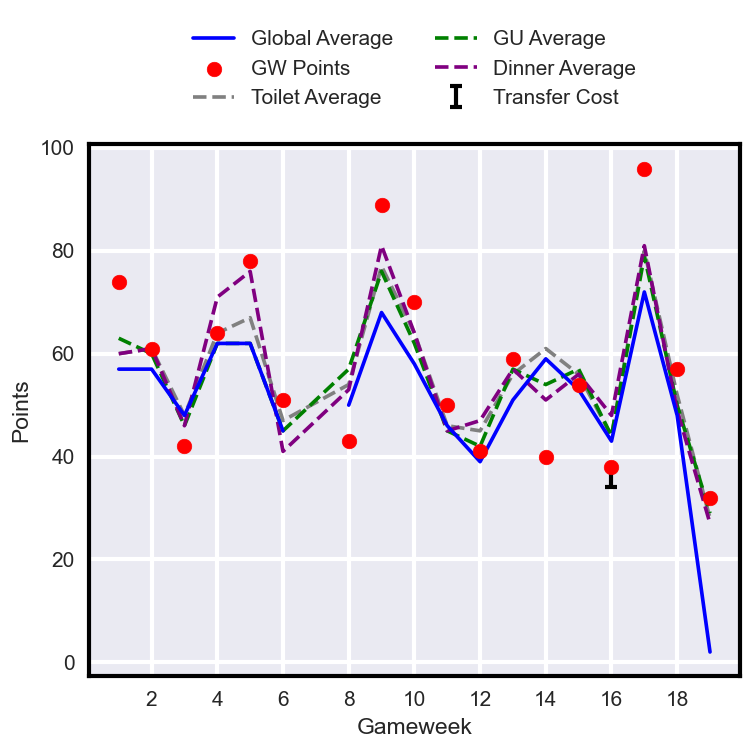 Global Average
GW Points
Toilet Average
GU Average
Dinner Average
Transfer Cost
100
80
60
40
20
0
Points
2 4 6 8 10 12 14 16 18
Gameweek